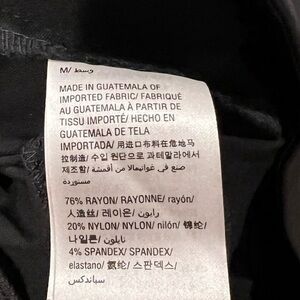 M/ وسط
MADE IN GUATEMALA OF
IMPORTED FABRIC/ FABRIQUÉ
AU GUATEMALA À PARTIR DE
TISSU IMPORTÉ/ HECHO EN
GUATEMALA DE TELA
IMPORTADA/ 用进口布料在危地马
拉制造/ 수입 원단으로 과테말라에서
제조함/ صنع في غواتيمالا من أقمشة
مستوردة
76% RAYON/ RAYONNE/ rayón/
人造丝/ 레이온/ رايون/
20% NYLON/ NYLON/ nilón/ 锦纶/
나일론/ نايلون/
4% SPANDEX/ SPANDEX/
elastano/ 氨纶/ 스판덱스/
سباندكس